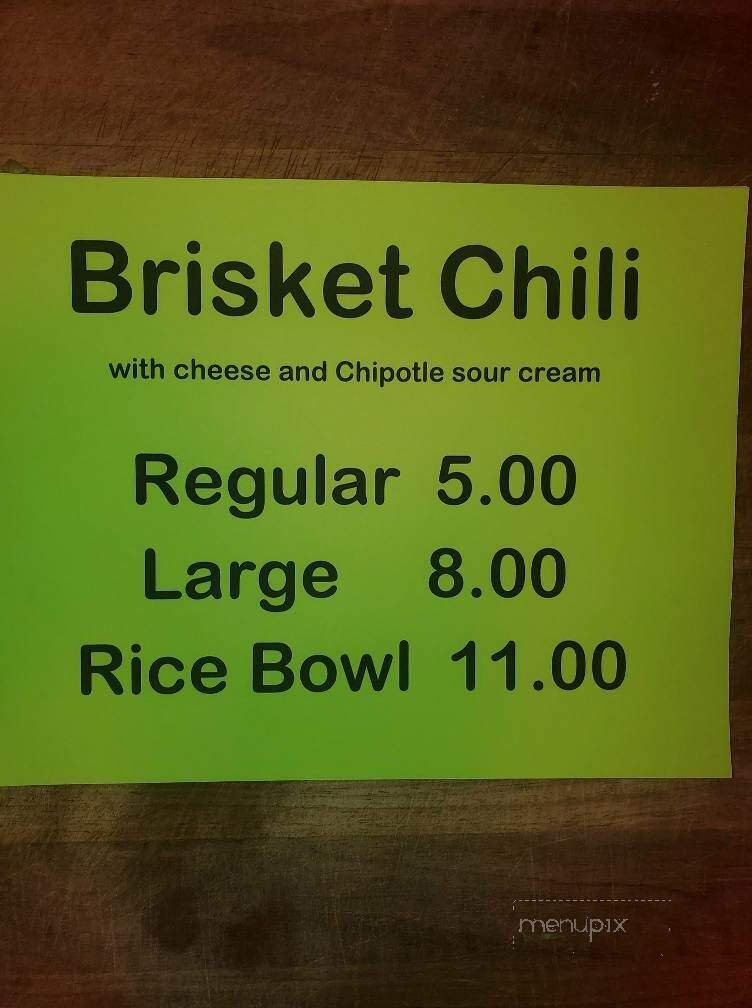 Brisket Chili
with cheese and Chipotle sour cream
Regular 5.00
Large 8.00
Rice Bowl 11.00
menupix